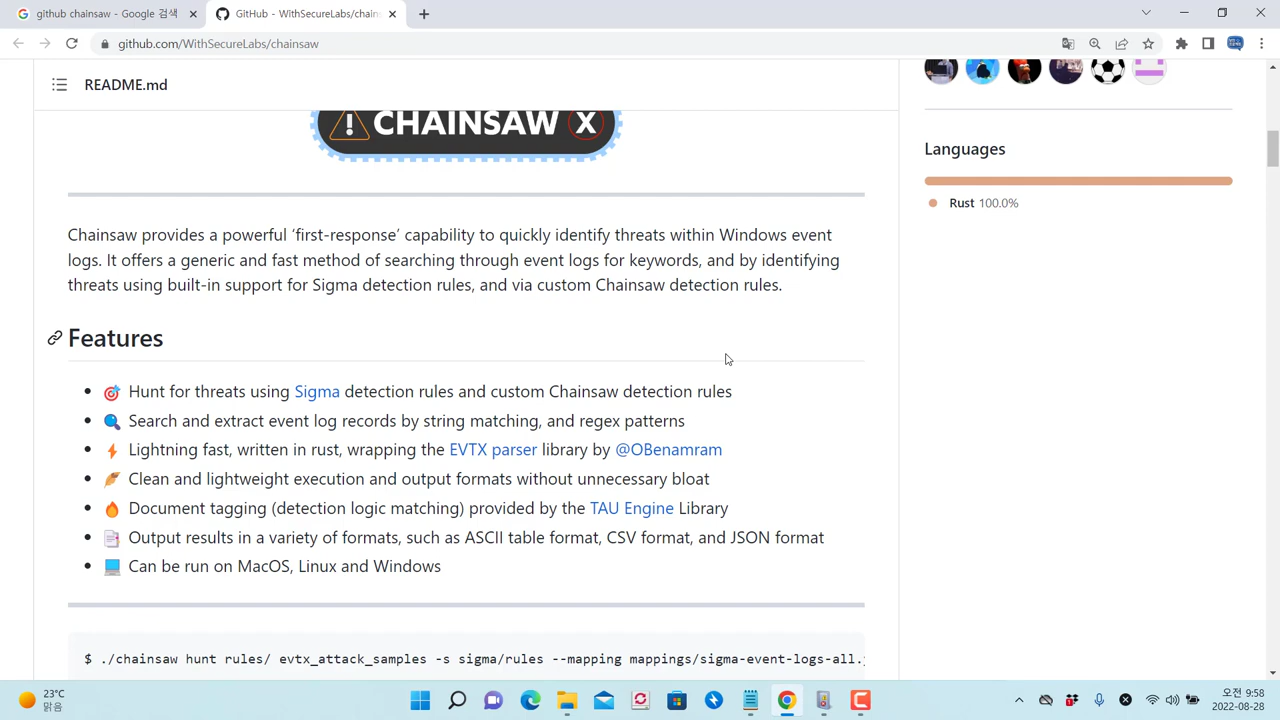 github chainsaw - Google 검색
GitHub - WithSecureLabs/chain
github.com/WithSecureLabs/chainsaw
README.md
CHAINSAW X
Languages
Rust 100.0%
Chainsaw provides a powerful ‘first-response’ capability to quickly identify threats within Windows event
logs. It offers a generic and fast method of searching through event logs for keywords, and by identifying
threats using built-in support for Sigma detection rules, and via custom Chainsaw detection rules.
Features
Hunt for threats using Sigma detection rules and custom Chainsaw detection rules
Search and extract event log records by string matching, and regex patterns
Lightning fast, written in rust, wrapping the EVTX parser library by @OBenamram
Clean and lightweight execution and output formats without unnecessary bloat
Document tagging (detection logic matching) provided by the TAU Engine Library
Output results in a variety of formats, such as ASCII table format, CSV format, and JSON format
Can be run on MacOS, Linux and Windows
$ ./chainsaw hunt rules/ evtx_attack_samples -s sigma/rules --mapping mappings/sigma-event-logs-all.
23°C
맑음
오전 9:58
2022-08-28